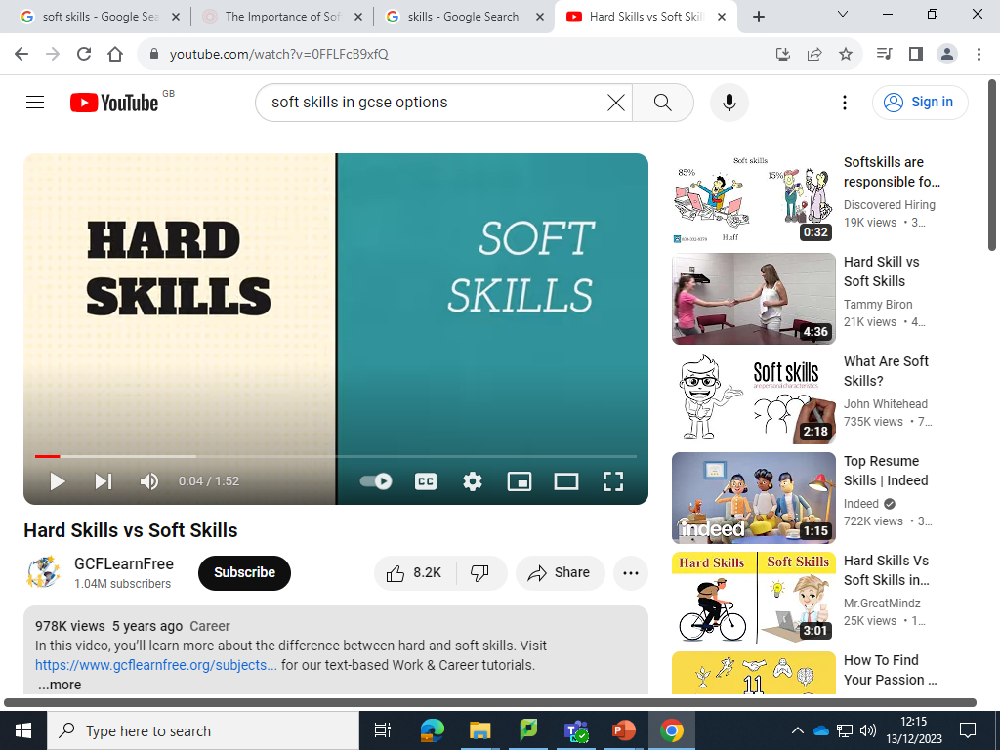 soft skills - Google Sea
The Importance of Sof
skills - Google Search
Hard Skills vs Soft Skill
youtube.com/watch?v=0FFLFcB9xfQ
YouTube GB
soft skills in gcse options
Sign in
HARD
SKILLS
SOFT
SKILLS
CC
0:04 / 1:52
Hard Skills vs Soft Skills
GCFLearnFree
1.04M subscribers
Subscribe
8.2K
Share
978K views 5 years ago Career
In this video, you'll learn more about the difference between hard and soft skills. Visit
https://www.gcflearnfree.org/subjects... for our text-based Work & Career tutorials.
...more
Soft skills
85%
15%
Huff
0:32
Softskills are
responsible fo...
Discovered Hiring
19K views • 3...
4:36
Hard Skill vs
Soft Skills
Tammy Biron
21K views • 4...
Soft skills
are personal characteristics
2:18
What Are Soft
Skills?
John Whitehead
735K views • 7...
indeed
1:15
Top Resume
Skills | Indeed
Indeed
722K views • 3...
Hard Skills
Soft Skills
3:01
Hard Skills Vs
Soft Skills in...
Mr.GreatMindz
25K views • 1...
11
How To Find
Your Passion ...
Type here to search
12:15
13/12/2023